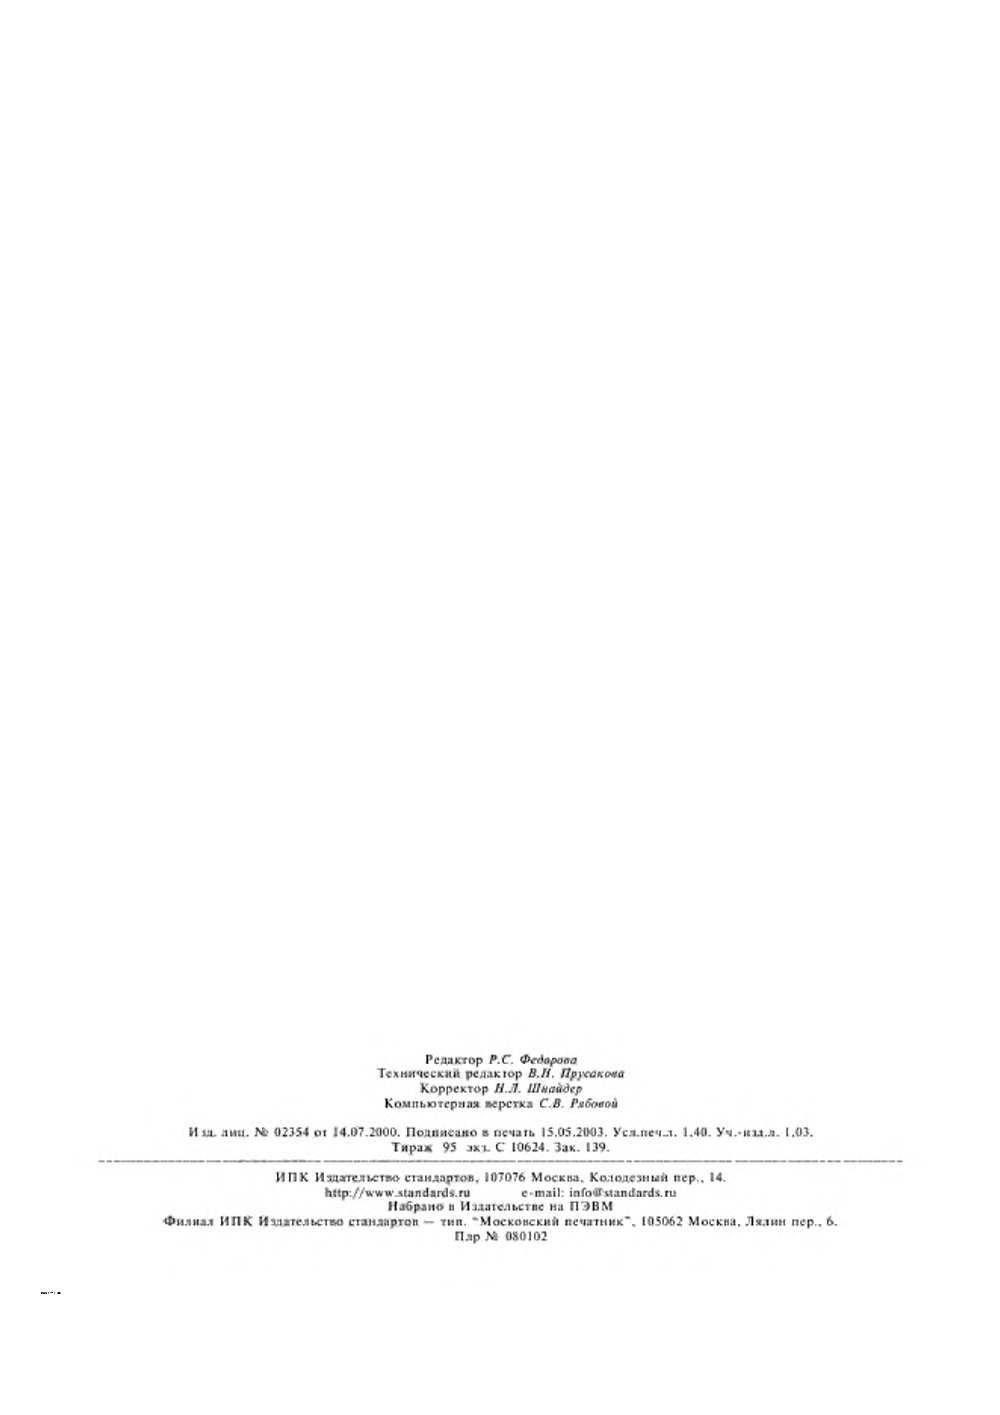 Редактор Р.С. Федорова
Технический редактор В.Н. Прусакова
Корректор Н.Л. Шнайдер
Компьютерная верстка С.В. Рябовой
Изд. лиц. № 02354 от 14.07.2000. Подписано в печать 15.05.2003. Усл.печ.л. 1,40. Уч.-изд.л. 1,03.
Тираж 95 экз. С 10624. Зак. 139.
ИПК Издательство стандартов, 107076 Москва, Колодезный пер., 14.
http://www.standards.ru e-mail: info@standards.ru
Набрано в Издательстве на ПЭВМ
Филиал ИПК Издательство стандартов — тип. "Московский печатник", 105062 Москва, Лялин пер., 6.
Плр № 080102